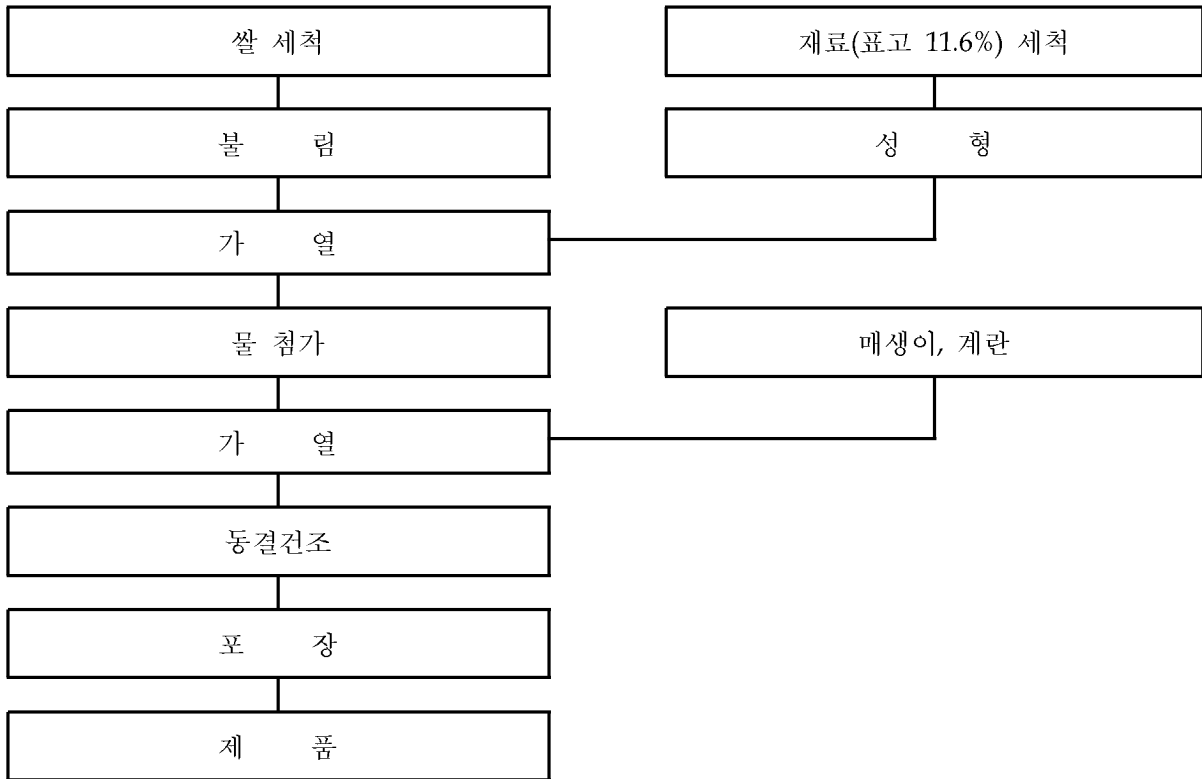 쌀 세척
재료(표고 11.6%) 세척
불 림
성 형
가 열
물 첨가
매생이, 계란
가 열
동결건조
포 장
제 품